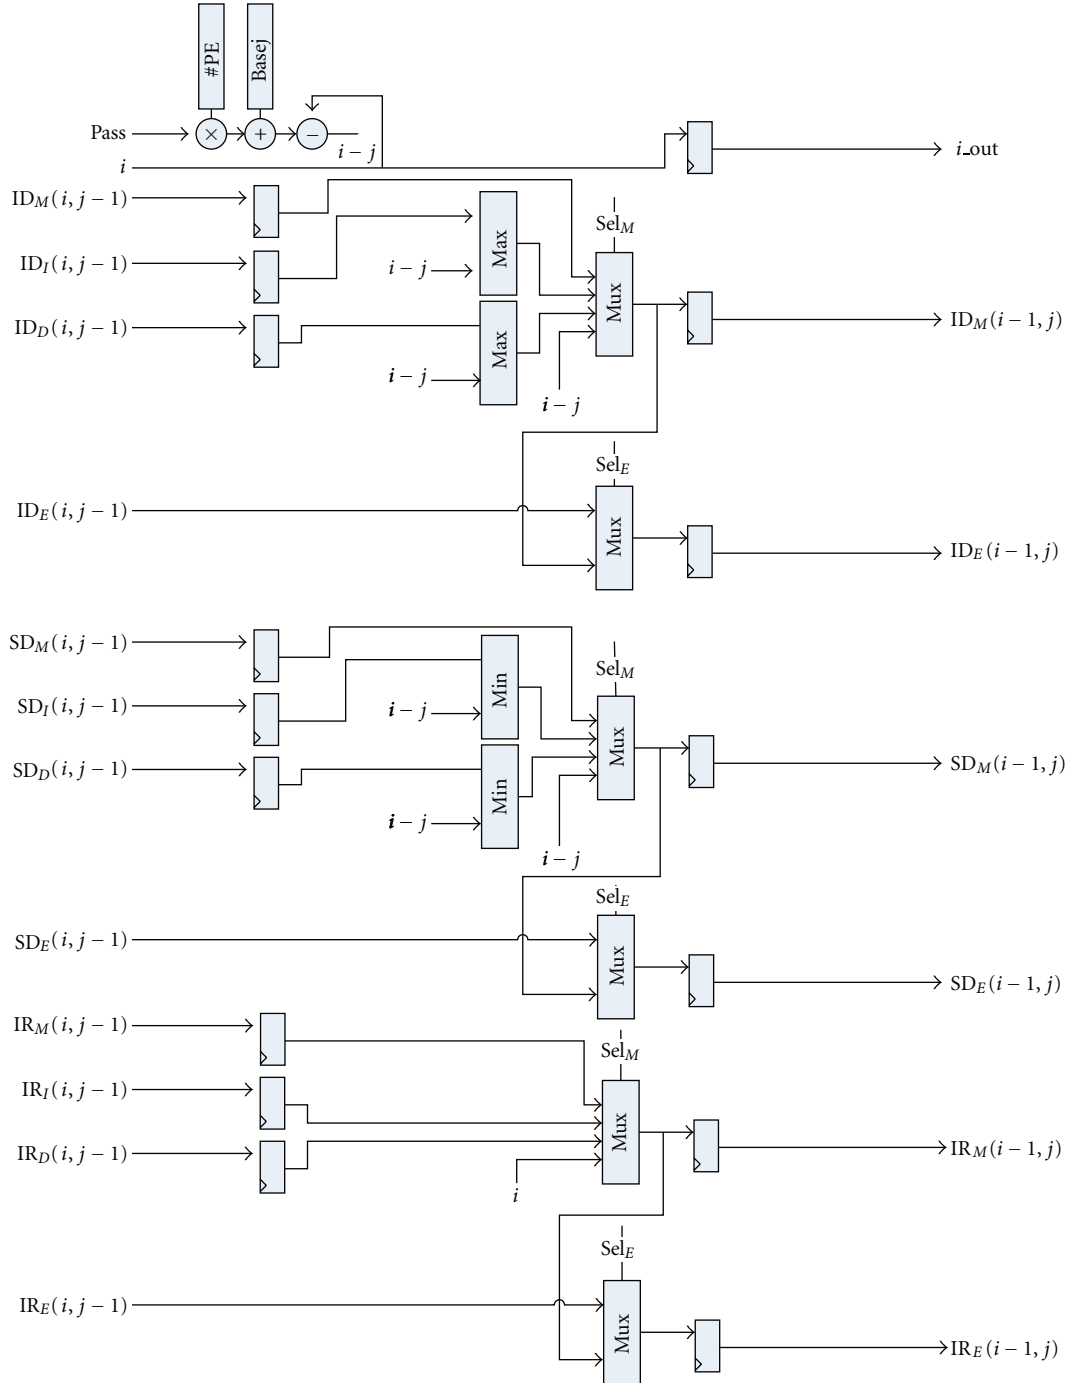 #PE
Basej
Pass
×
+
−
i − j
i
i_out
ID_M(i, j − 1)
Sel_M
ID_I(i, j − 1)
i − j
Max
Mux
ID_D(i, j − 1)
ID_M(i − 1, j)
Max
i − j
i − j
Sel_E
ID_E(i, j − 1)
Mux
ID_E(i − 1, j)
SD_M(i, j − 1)
Sel_M
SD_I(i, j − 1)
i − j
Min
Mux
SD_D(i, j − 1)
SD_M(i − 1, j)
Min
i − j
i − j
Sel_E
SD_E(i, j − 1)
Mux
SD_E(i − 1, j)
IR_M(i, j − 1)
Sel_M
IR_I(i, j − 1)
Mux
IR_D(i, j − 1)
IR_M(i − 1, j)
i
Sel_E
IR_E(i, j − 1)
Mux
IR_E(i − 1, j)